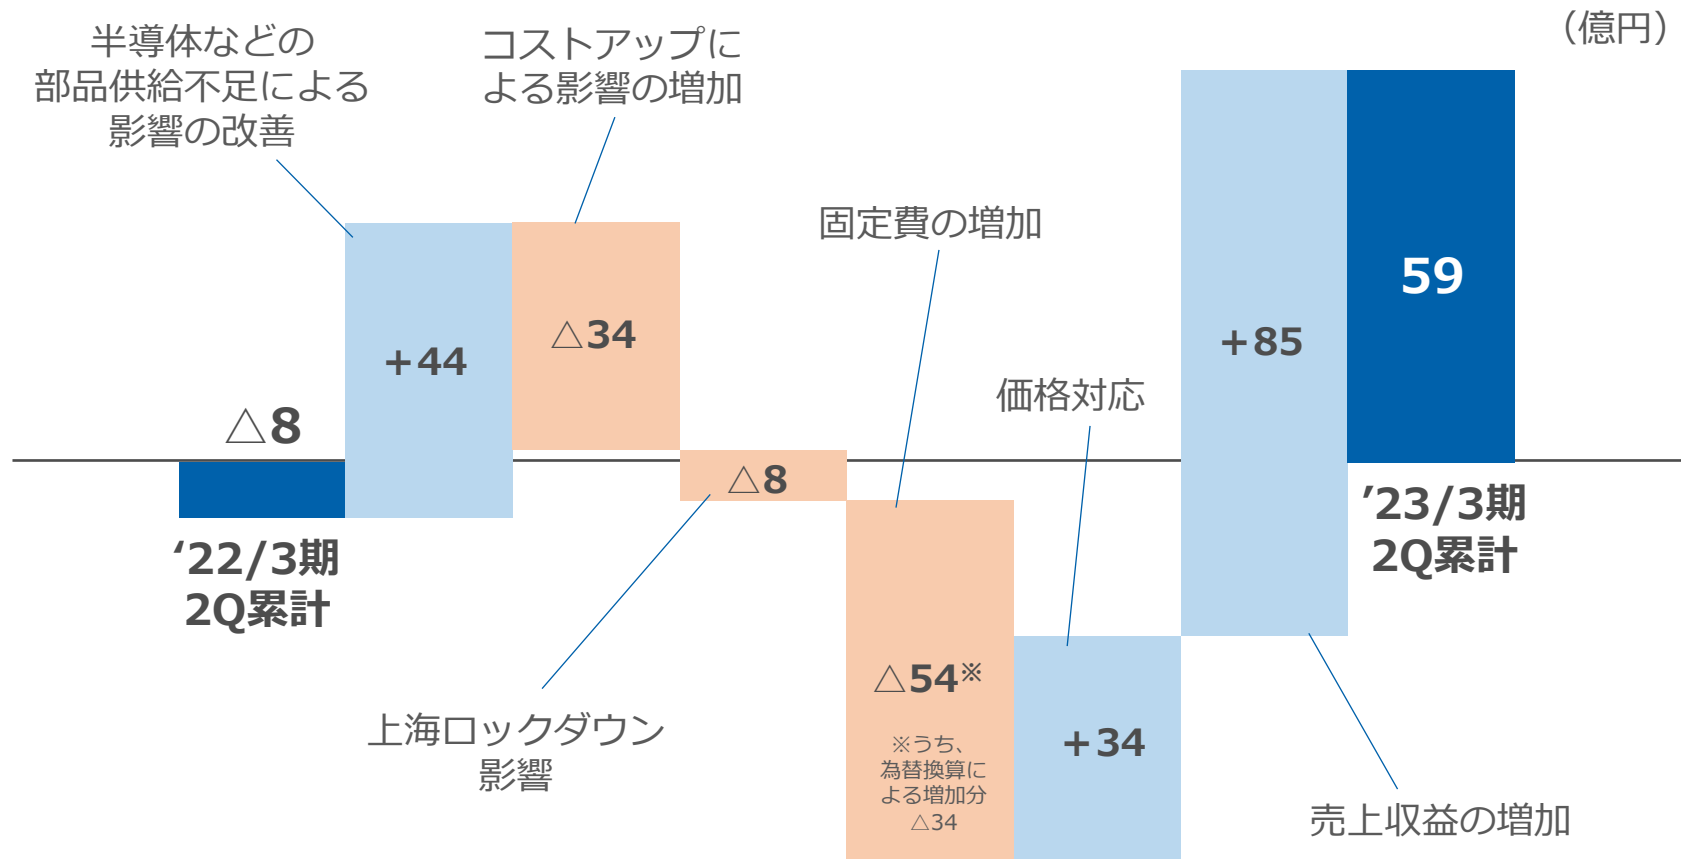 （億円）
半導体などの
部品供給不足による
影響の改善
コストアップに
よる影響の増加
固定費の増加
価格対応
△8
+44
△34
△8
+85
59
‘22/3期
2Q累計
’23/3期
2Q累計
上海ロックダウン
影響
△54※
※うち、
為替換算に
よる増加分
△34
+34
売上収益の増加